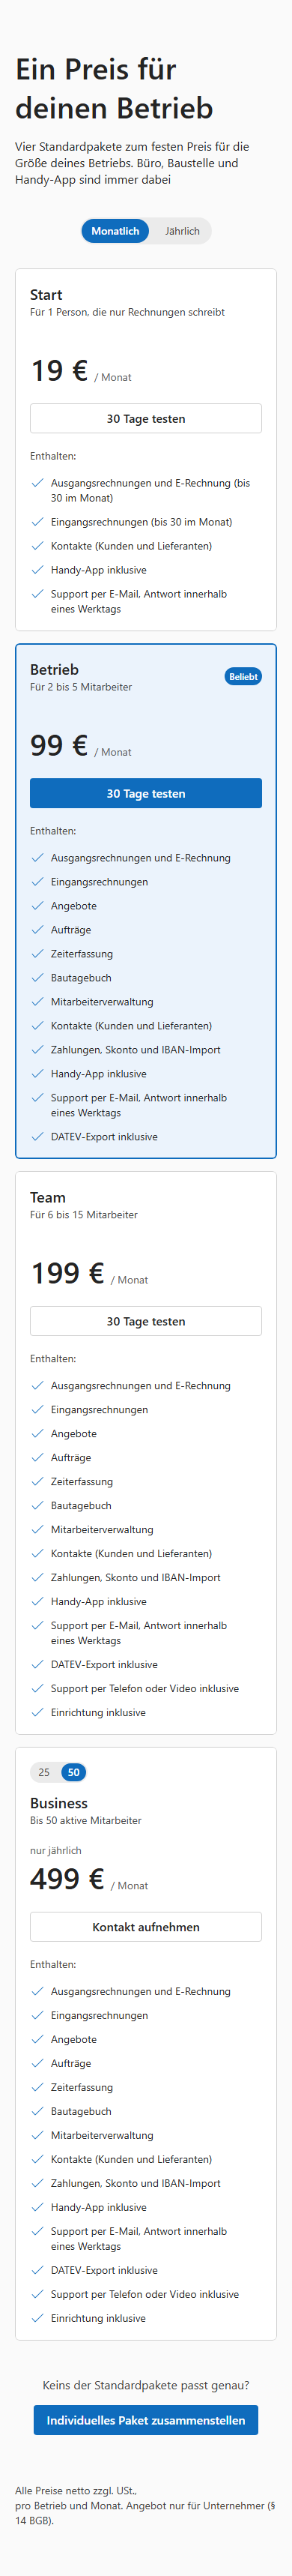 Ein Preis für
deinen Betrieb
Vier Standardpakete zum festen Preis für die
Größe deines Betriebs. Büro, Baustelle und
Handy-App sind immer dabei
Monatlich Jährlich
Start
Für 1 Person, die nur Rechnungen schreibt
19 € / Monat
30 Tage testen
Enthalten:
Ausgangsrechnungen und E-Rechnung (bis
30 im Monat)
Eingangsrechnungen (bis 30 im Monat)
Kontakte (Kunden und Lieferanten)
Handy-App inklusive
Support per E-Mail, Antwort innerhalb
eines Werktags
Betrieb
Beliebt
Für 2 bis 5 Mitarbeiter
99 € / Monat
30 Tage testen
Enthalten:
Ausgangsrechnungen und E-Rechnung
Eingangsrechnungen
Angebote
Aufträge
Zeiterfassung
Bautagebuch
Mitarbeiterverwaltung
Kontakte (Kunden und Lieferanten)
Zahlungen, Skonto und IBAN-Import
Handy-App inklusive
Support per E-Mail, Antwort innerhalb
eines Werktags
DATEV-Export inklusive
Team
Für 6 bis 15 Mitarbeiter
199 € / Monat
30 Tage testen
Enthalten:
Ausgangsrechnungen und E-Rechnung
Eingangsrechnungen
Angebote
Aufträge
Zeiterfassung
Bautagebuch
Mitarbeiterverwaltung
Kontakte (Kunden und Lieferanten)
Zahlungen, Skonto und IBAN-Import
Handy-App inklusive
Support per E-Mail, Antwort innerhalb
eines Werktags
DATEV-Export inklusive
Support per Telefon oder Video inklusive
Einrichtung inklusive
25 50
Business
Bis 50 aktive Mitarbeiter
nur jährlich
499 € / Monat
Kontakt aufnehmen
Enthalten:
Ausgangsrechnungen und E-Rechnung
Eingangsrechnungen
Angebote
Aufträge
Zeiterfassung
Bautagebuch
Mitarbeiterverwaltung
Kontakte (Kunden und Lieferanten)
Zahlungen, Skonto und IBAN-Import
Handy-App inklusive
Support per E-Mail, Antwort innerhalb
eines Werktags
DATEV-Export inklusive
Support per Telefon oder Video inklusive
Einrichtung inklusive
Keins der Standardpakete passt genau?
Individuelles Paket zusammenstellen
Alle Preise netto zzgl. USt.,
pro Betrieb und Monat. Angebot nur für Unternehmer (§
14 BGB).